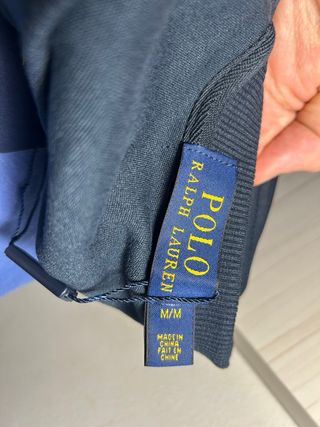 POLO
RALPH LAUREN
M/M
MADE IN
CHINA
FAIT EN
CHINE